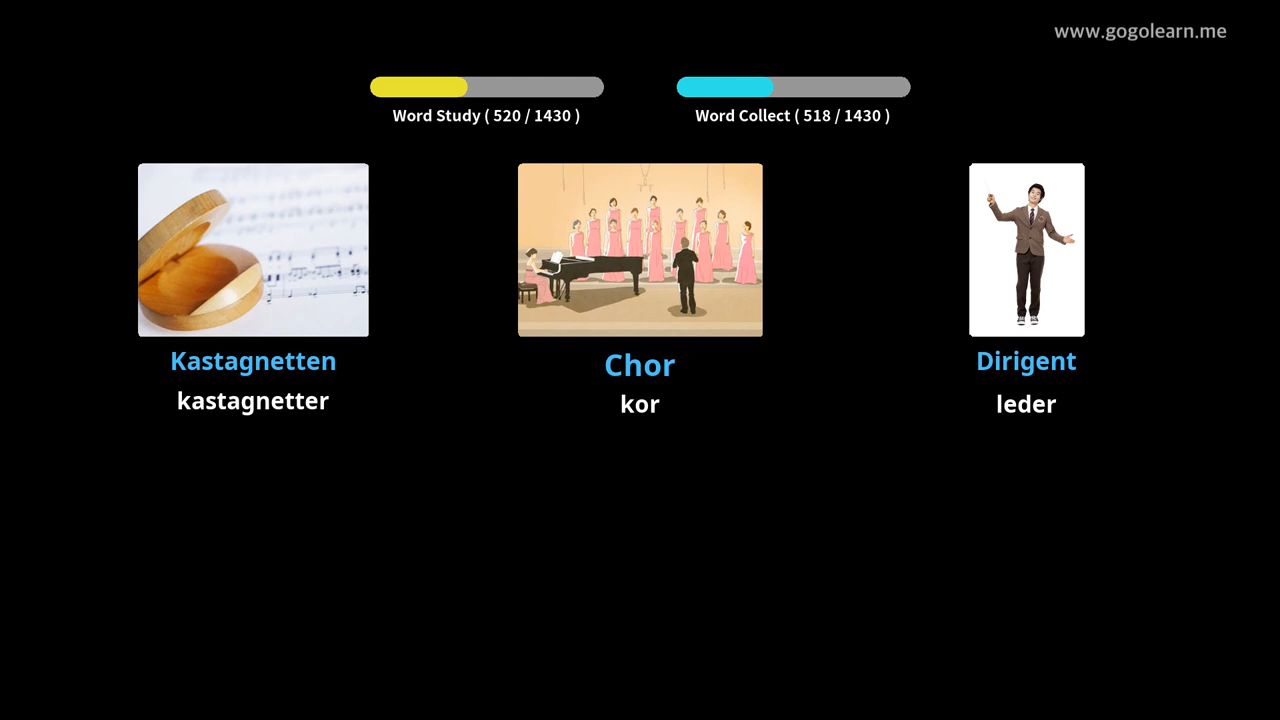 www.gogolearn.me
Word Study ( 520 / 1430 )
Word Collect ( 518 / 1430 )
Kastagnetten
Chor
Dirigent
kastagnetter
kor
leder